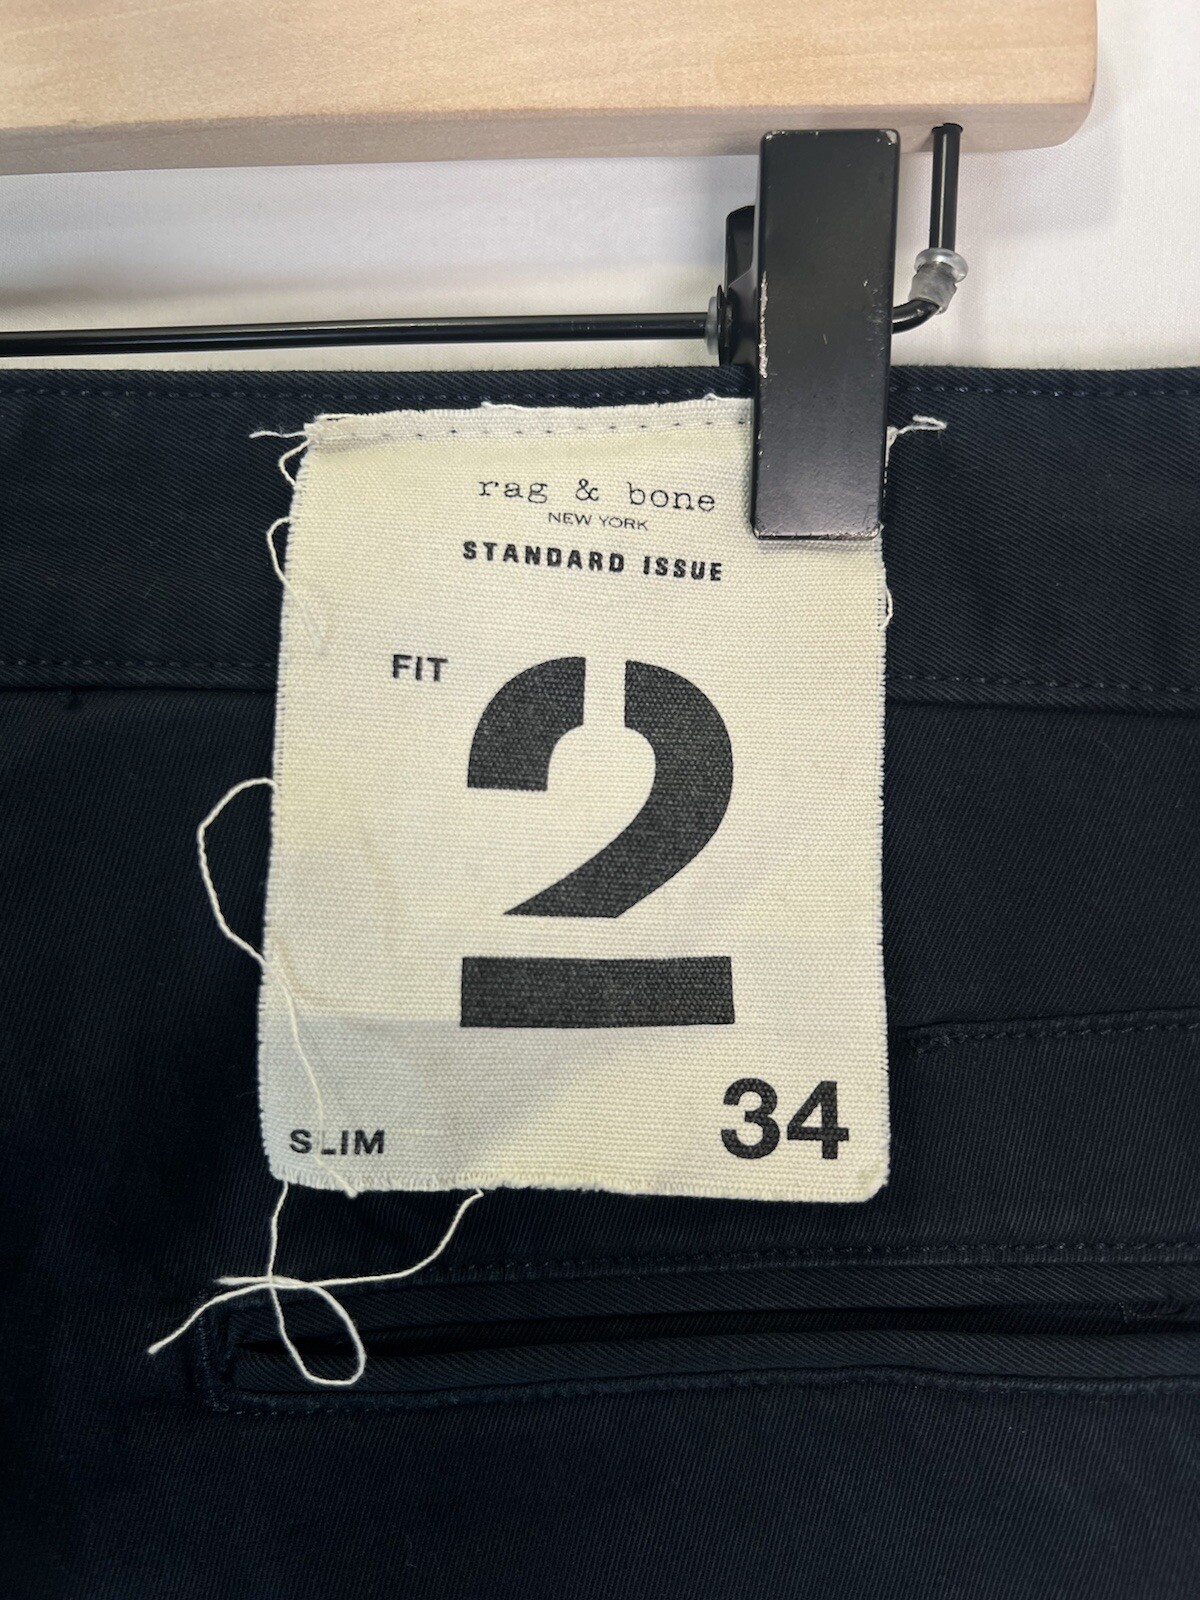 rag & bone
NEW YORK
STANDARD ISSUE
FIT
2
34
SLIM